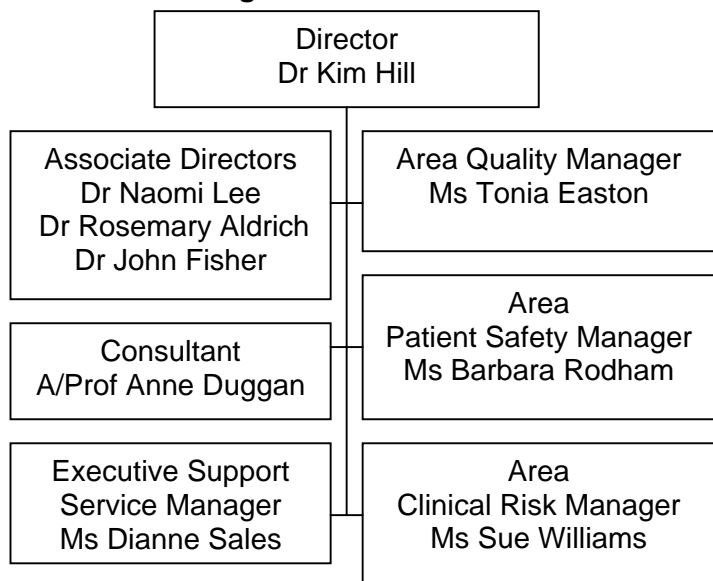 Director
Dr Kim Hill
Associate Directors
Dr Naomi Lee
Dr Rosemary Aldrich
Dr John Fisher
Area Quality Manager
Ms Tonia Easton
Consultant
A/Prof Anne Duggan
Area
Patient Safety Manager
Ms Barbara Rodham
Executive Support
Service Manager
Ms Dianne Sales
Area
Clinical Risk Manager
Ms Sue Williams